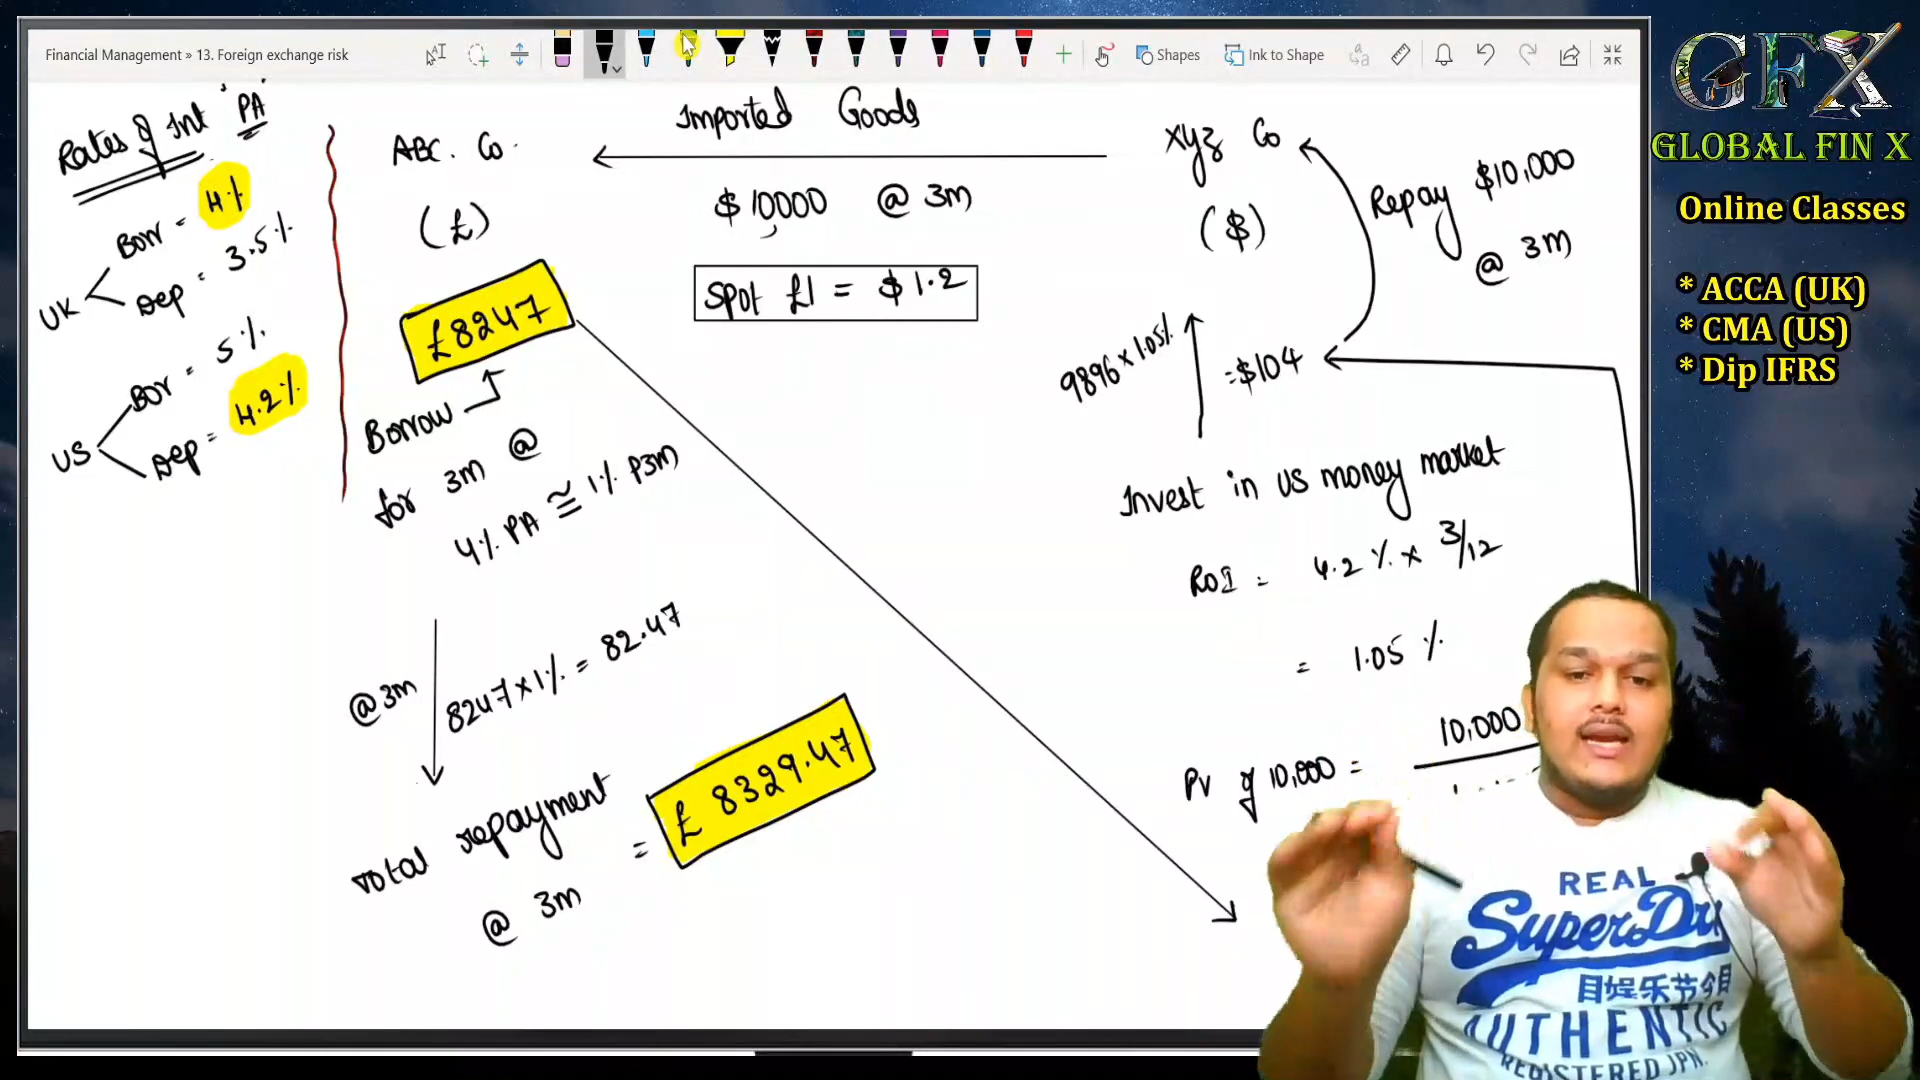 Financial Management » 13. Foreign exchange risk
Shapes
Ink to Shape
GFX
GLOBAL FIN X
Online Classes
* ACCA (UK)
* CMA (US)
* Dip IFRS
Rates of Int PA
UK
Borr = 4%
Dep = 3.5%
US
BOr = 5%
Dep = 4.2%
ABC. Co.
(£)
Imported Goods
$10000 @ 3m
Spot £1 = $1.2
xyz Co
($)
Repay $10,000
@ 3m
£8247
Borrow
for 3m @
4% PA ≅ 1% P3m
@3m
8247 x 1% = 82.47
Total repayment
@ 3m
= £ 8329.47
9896 x 1.05%
= $104
Invest in US money market
ROI = 4.2% x 3/12
= 1.05%
PV of 10,000 =
10,000
REAL
SuperDry
AUTHENTIC
REGISTERED JPN.